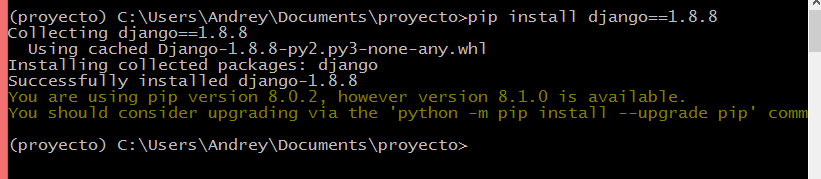 (proyecto) C:\Users\Andrey\Documents\proyecto>pip install django==1.8.8
Collecting django==1.8.8
  Using cached Django-1.8.8-py2.py3-none-any.whl
Installing collected packages: django
Successfully installed django-1.8.8
You are using pip version 8.0.2, however version 8.1.0 is available.
You should consider upgrading via the 'python -m pip install --upgrade pip' comm
(proyecto) C:\Users\Andrey\Documents\proyecto>